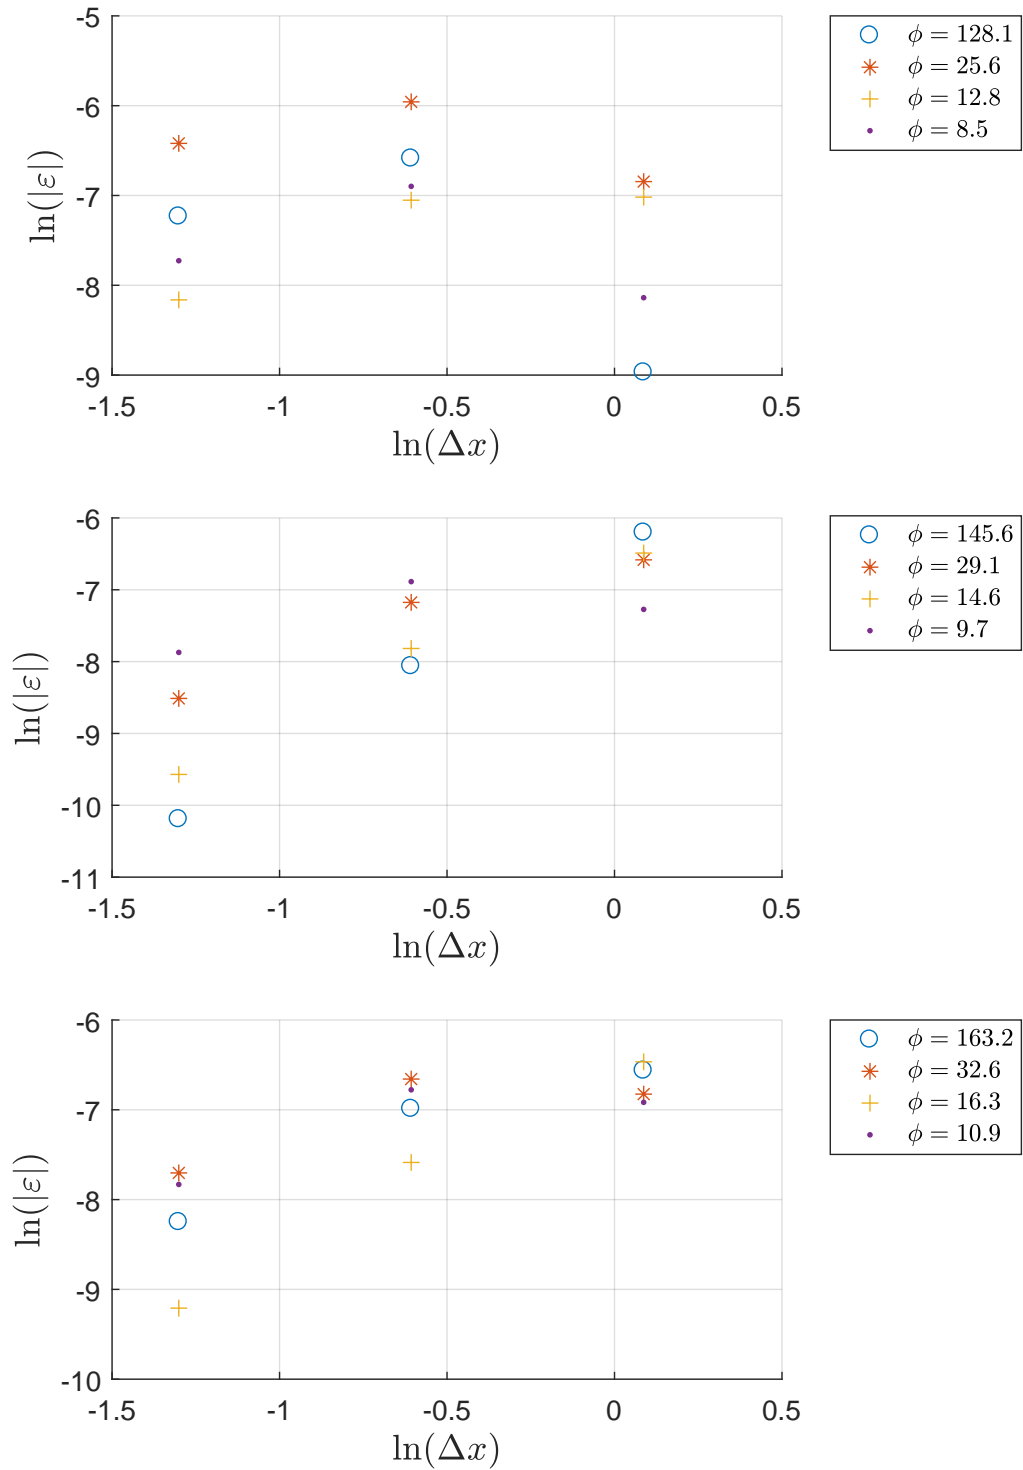 -5
-6
-7
-8
-9
ln(|ε|)
-1.5 -1 -0.5 0 0.5
ln(Δx)
ϕ = 128.1
ϕ = 25.6
ϕ = 12.8
ϕ = 8.5
-6
-7
-8
-9
-10
-11
ln(|ε|)
-1.5 -1 -0.5 0 0.5
ln(Δx)
ϕ = 145.6
ϕ = 29.1
ϕ = 14.6
ϕ = 9.7
-6
-7
-8
-9
-10
ln(|ε|)
-1.5 -1 -0.5 0 0.5
ln(Δx)
ϕ = 163.2
ϕ = 32.6
ϕ = 16.3
ϕ = 10.9